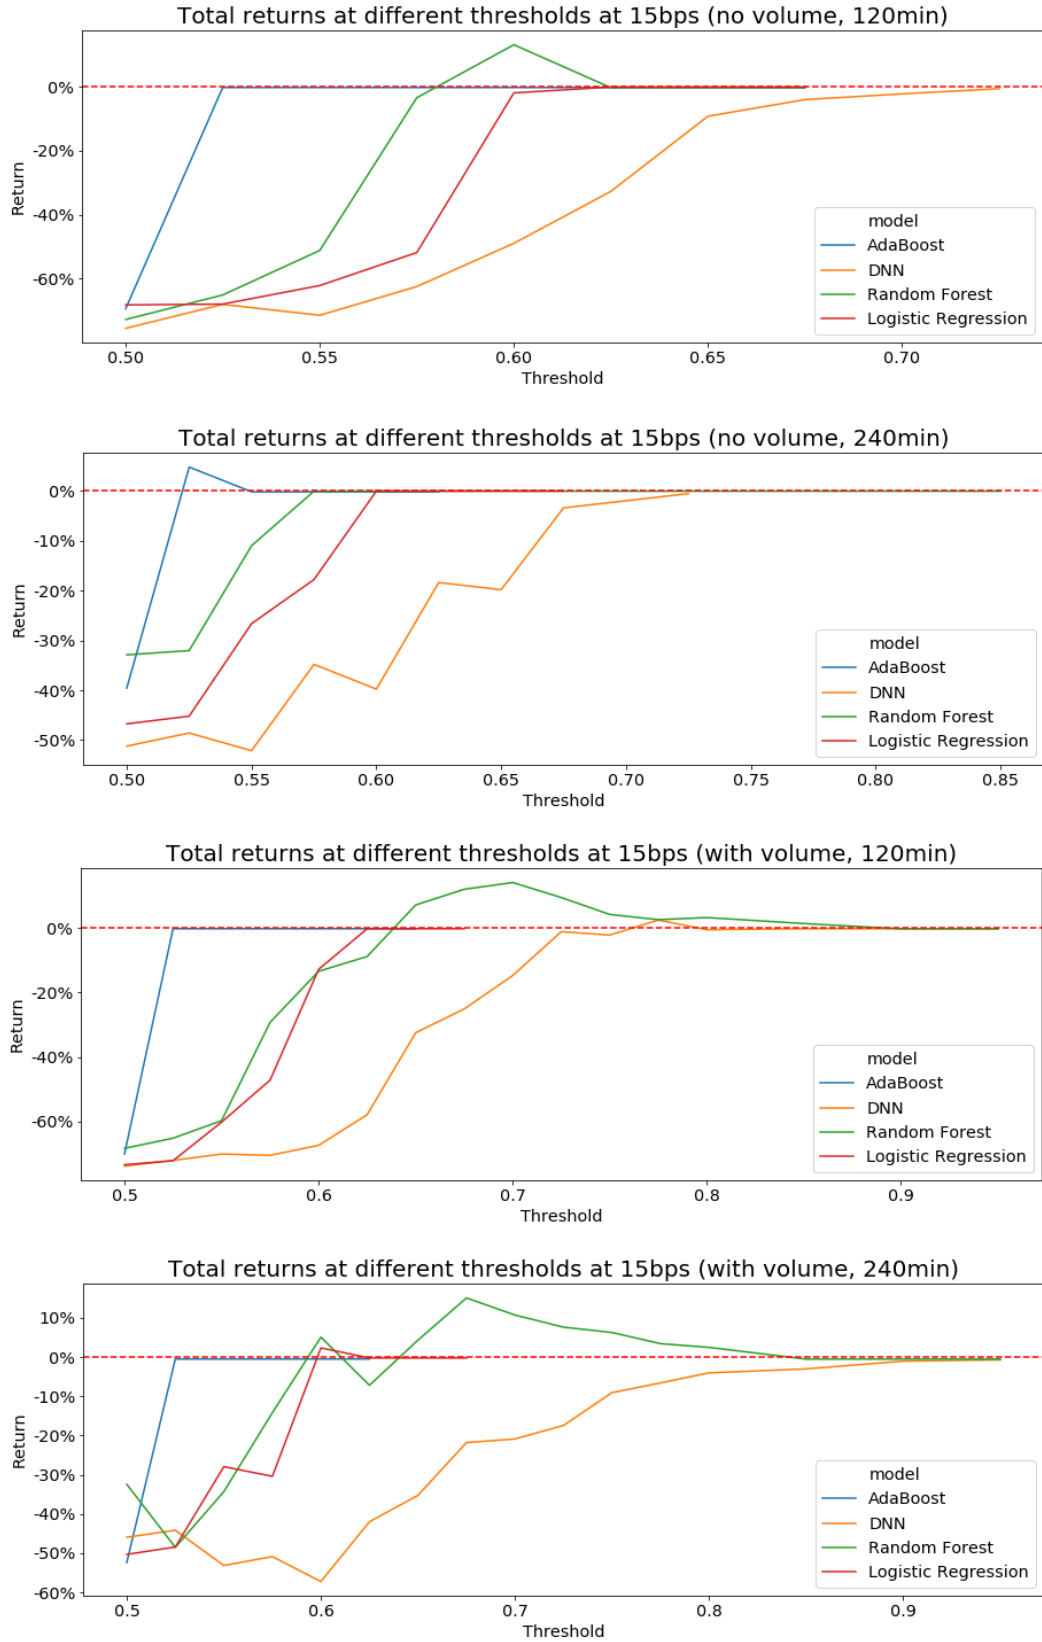 Total returns at different thresholds at 15bps (no volume, 120min)
0%
-20%
-40%
-60%
Return
model
AdaBoost
DNN
Random Forest
Logistic Regression
0.50 0.55 0.60 0.65 0.70
Threshold
Total returns at different thresholds at 15bps (no volume, 240min)
0%
-10%
-20%
-30%
-40%
-50%
Return
model
AdaBoost
DNN
Random Forest
Logistic Regression
0.50 0.55 0.60 0.65 0.70 0.75 0.80 0.85
Threshold
Total returns at different thresholds at 15bps (with volume, 120min)
0%
-20%
-40%
-60%
Return
model
AdaBoost
DNN
Random Forest
Logistic Regression
0.5 0.6 0.7 0.8 0.9
Threshold
Total returns at different thresholds at 15bps (with volume, 240min)
10%
0%
-10%
-20%
-30%
-40%
-50%
-60%
Return
model
AdaBoost
DNN
Random Forest
Logistic Regression
0.5 0.6 0.7 0.8 0.9
Threshold